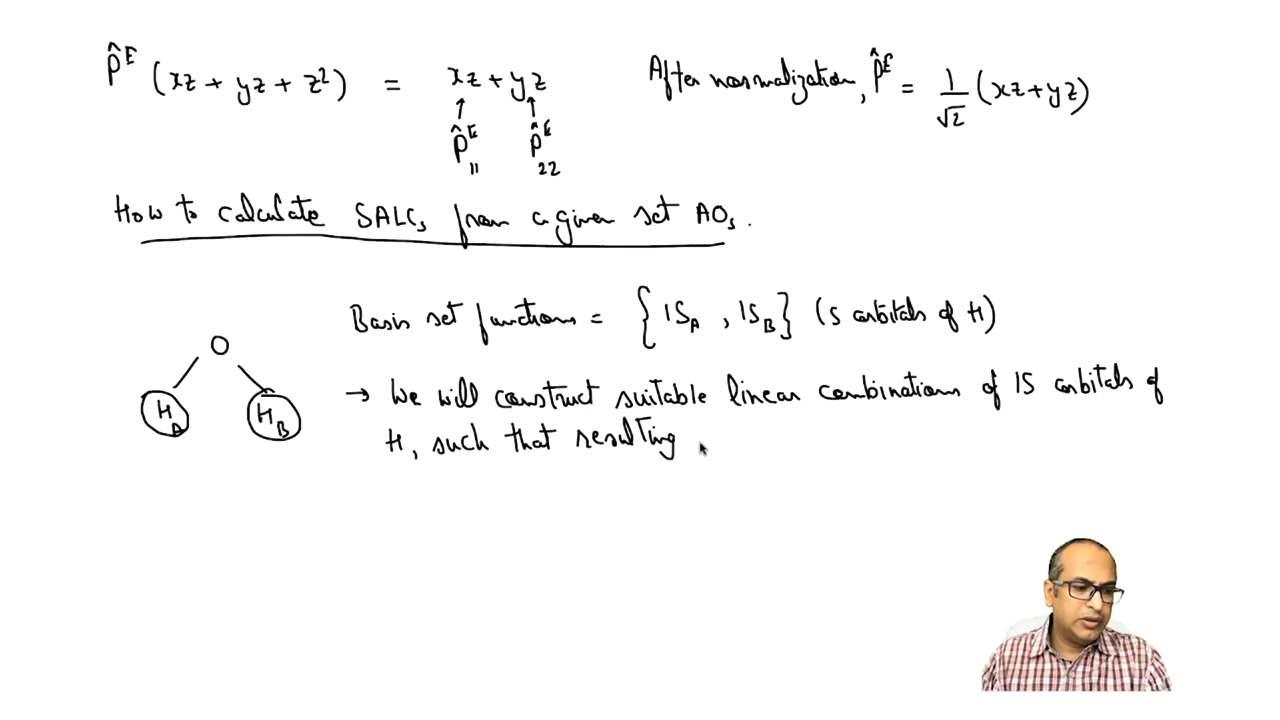 P̂^E (xz + yz + z²) = xz + yz After normalization, P̂^E = 1/√2 (xz + yz)
↑ ↑
P̂^E_11 P̂^E_22
How to calculate SALCs from a given set AOs.
Basis set functions = {1S_A, 1S_B} (S orbitals of H)
O
H_A H_B
→ We will construct suitable linear combinations of 1S orbitals of
H, such that resulting